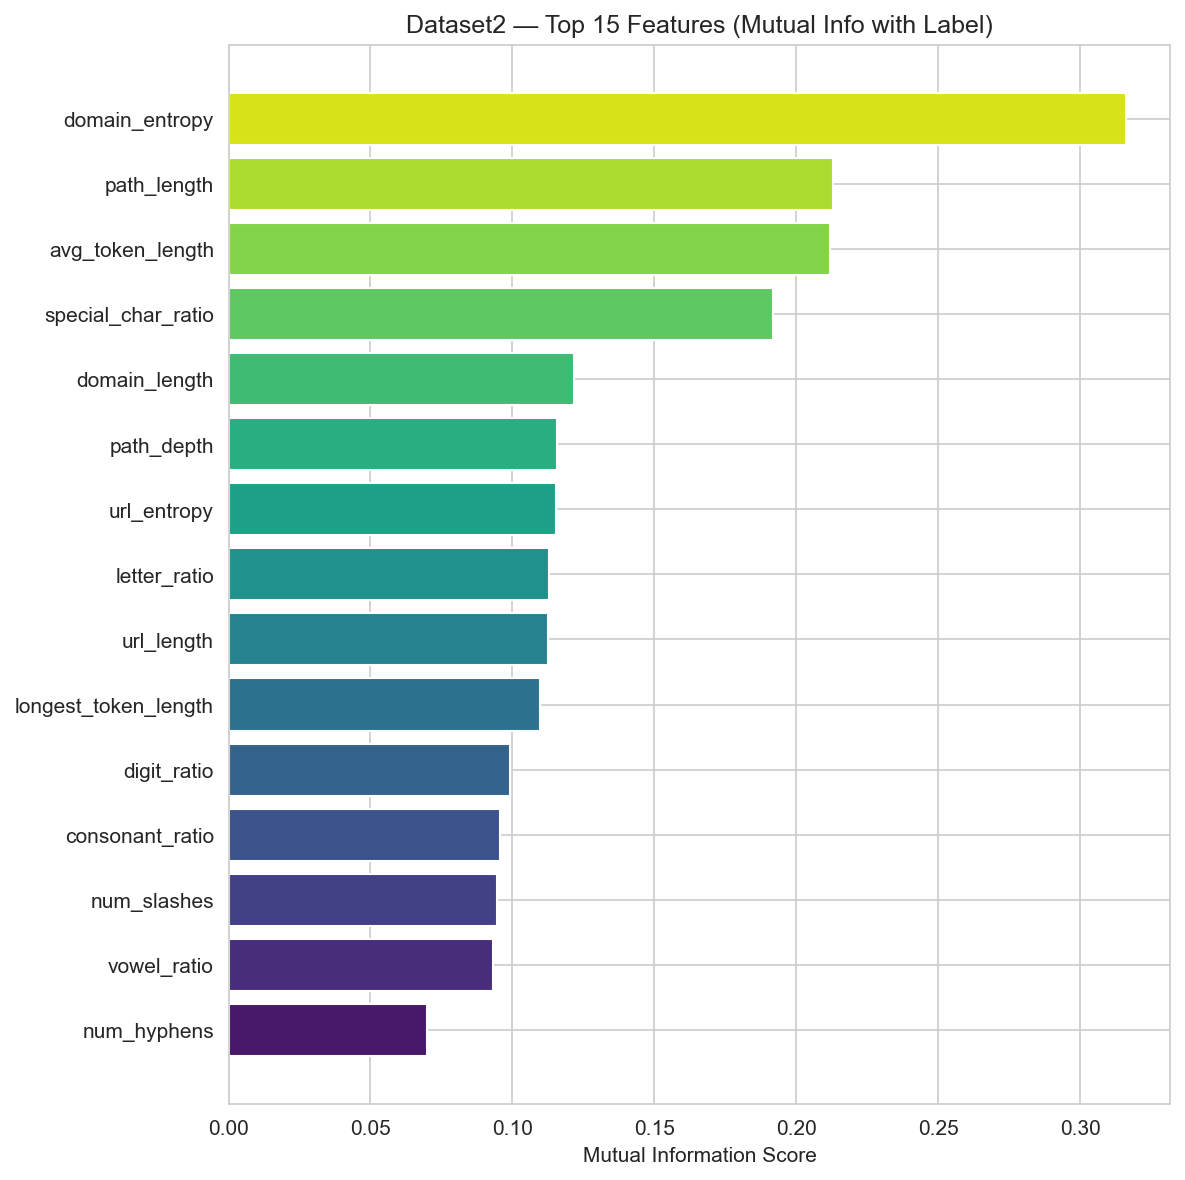 Dataset2 — Top 15 Features (Mutual Info with Label)
domain_entropy
path_length
avg_token_length
special_char_ratio
domain_length
path_depth
url_entropy
letter_ratio
url_length
longest_token_length
digit_ratio
consonant_ratio
num_slashes
vowel_ratio
num_hyphens
0.00 0.05 0.10 0.15 0.20 0.25 0.30
Mutual Information Score